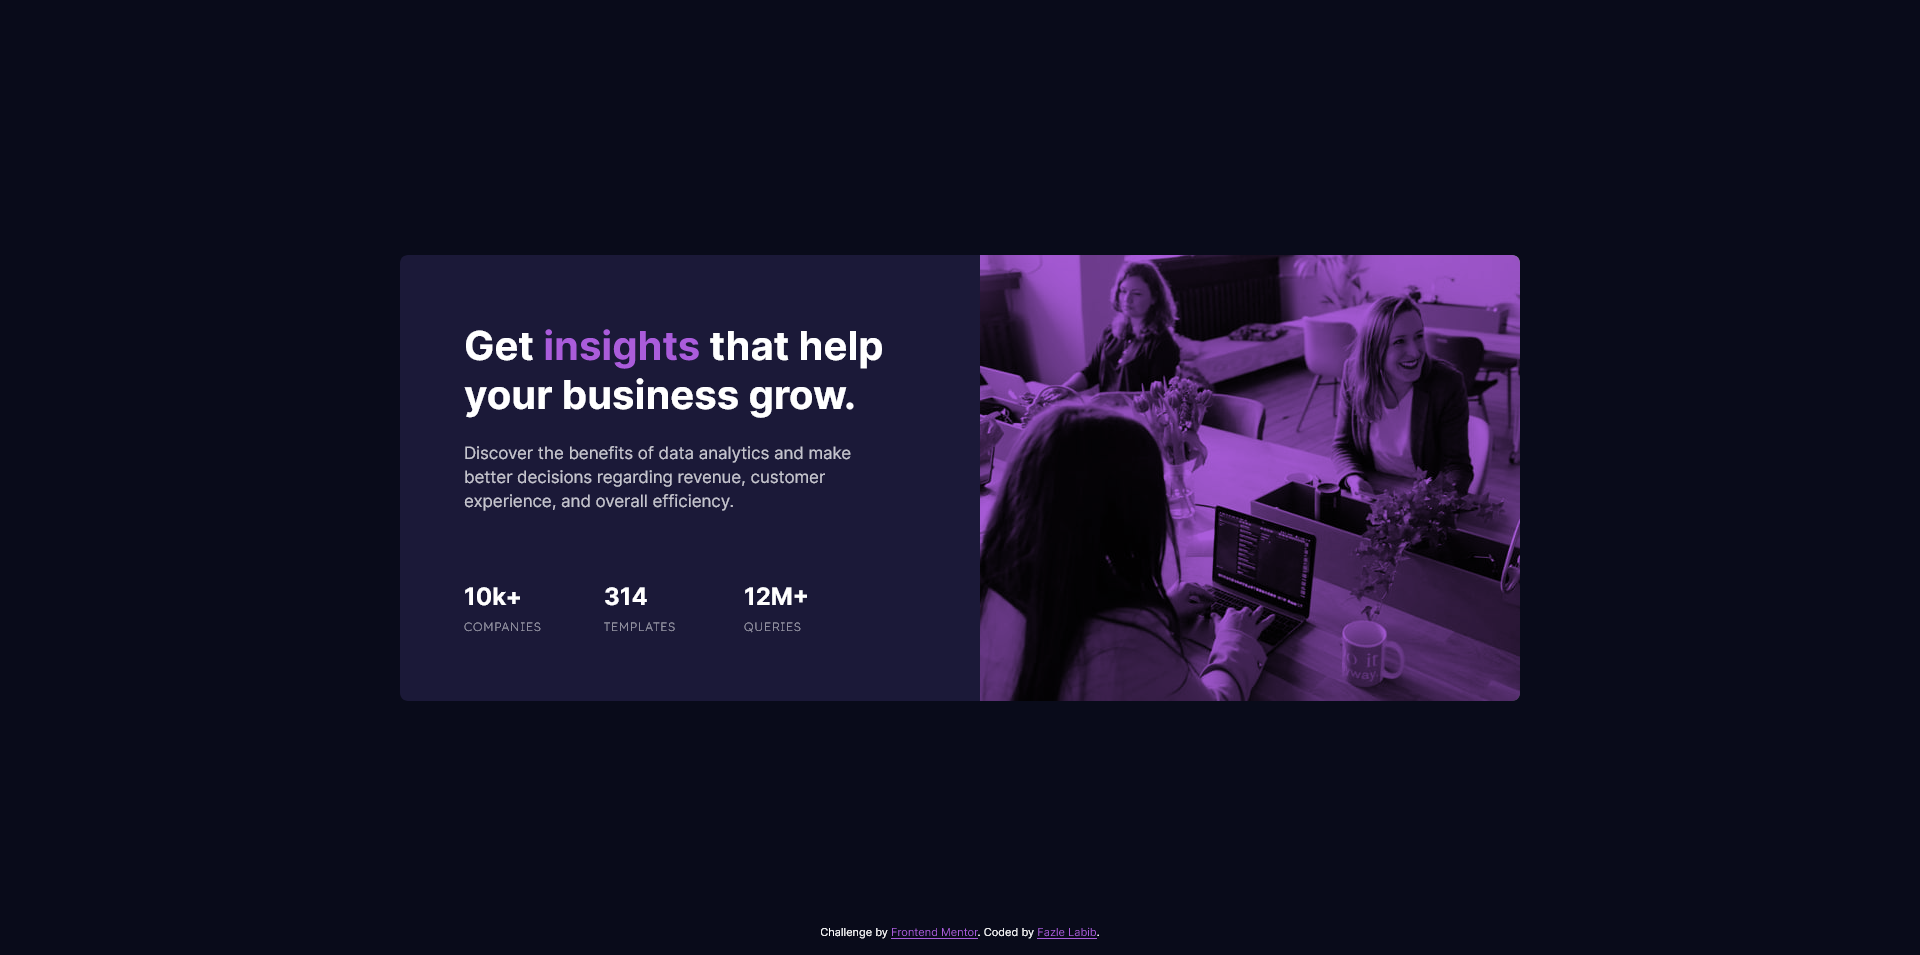 Get insights that help
your business grow.
Discover the benefits of data analytics and make
better decisions regarding revenue, customer
experience, and overall efficiency.
10k+ 314 12M+
COMPANIES TEMPLATES QUERIES
Challenge by Frontend Mentor. Coded by Fazle Labib.